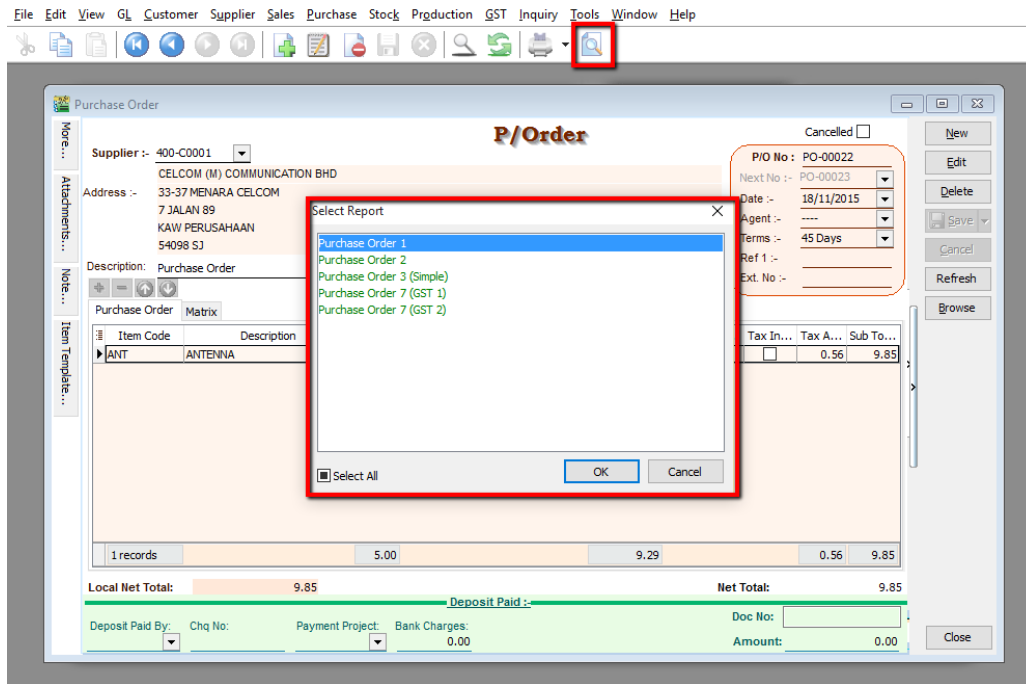 File Edit View GL Customer Supplier Sales Purchase Stock Production GST Inquiry Tools Window Help
Purchase Order
More...
Attachments...
Note...
Item Template...
P/Order
Cancelled
Supplier :- 400-C0001
CELCOM (M) COMMUNICATION BHD
Address :- 33-37 MENARA CELCOM
7 JALAN 89
KAW PERUSAHAAN
54098 SJ
Description: Purchase Order
P/O No : PO-00022
Next No :- PO-00023
Date :- 18/11/2015
Agent :- ----
Terms :- 45 Days
Ref 1 :-
Ext. No :-
New
Edit
Delete
Save
Cancel
Refresh
Browse
Purchase Order Matrix
Item Code Description Tax In... Tax A... Sub To...
ANT ANTENNA 0.56 9.85
Select Report
Purchase Order 1
Purchase Order 2
Purchase Order 3 (Simple)
Purchase Order 7 (GST 1)
Purchase Order 7 (GST 2)
Select All
OK Cancel
1 records 5.00 9.29 0.56 9.85
Local Net Total: 9.85 Net Total: 9.85
Deposit Paid :-
Deposit Paid By: Chq No: Payment Project: Bank Charges: Doc No:
0.00 Amount: 0.00
Close